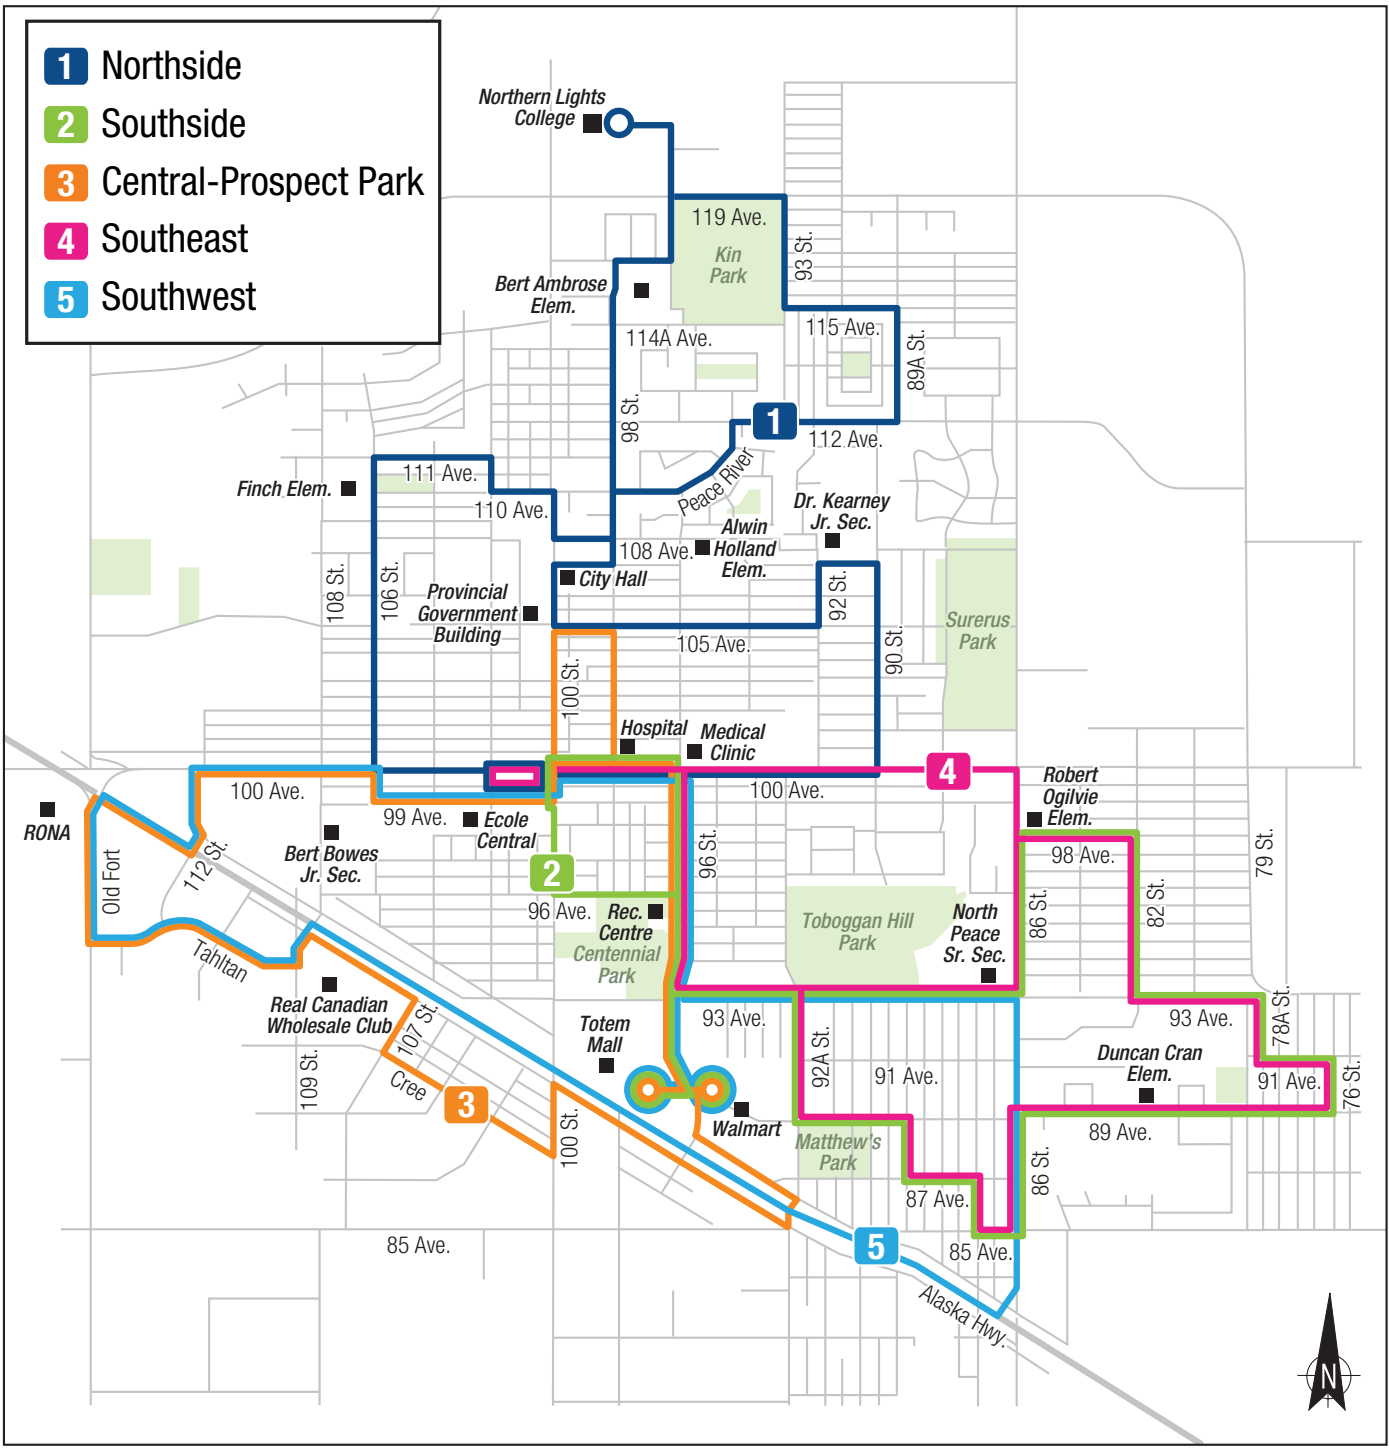 1 Northside
2 Southside
3 Central-Prospect Park
4 Southeast
5 Southwest
Northern Lights
College
119 Ave.
Kin
Park
93 St.
Bert Ambrose
Elem.
114A Ave.
115 Ave.
89A St.
98 St.
1
112 Ave.
Peace River
111 Ave.
Finch Elem.
110 Ave.
Dr. Kearney
Jr. Sec.
Alwin
Holland
Elem.
108 Ave.
City Hall
108 St.
106 St.
Provincial
Government
Building
92 St.
105 Ave.
90 St.
Surerus
Park
100 St.
Hospital
Medical
Clinic
4
100 Ave.
100 Ave.
Robert
Ogilvie
Elem.
RONA
99 Ave.
Ecole
Central
Bert Bowes
Jr. Sec.
112 St.
Old Fort
96 St.
98 Ave.
79 St.
2
96 Ave.
Rec.
Centre
Centennial
Park
Toboggan Hill
Park
North
Peace
Sr. Sec.
86 St.
82 St.
Tahltan
Real Canadian
Wholesale Club
107 St.
Totem
Mall
93 Ave.
93 Ave.
78A St.
109 St.
Cree
3
100 St.
Walmart
92A St.
91 Ave.
Duncan Cran
Elem.
91 Ave.
76 St.
89 Ave.
Matthew's
Park
87 Ave.
86 St.
85 Ave.
5
85 Ave.
Alaska Hwy.
N